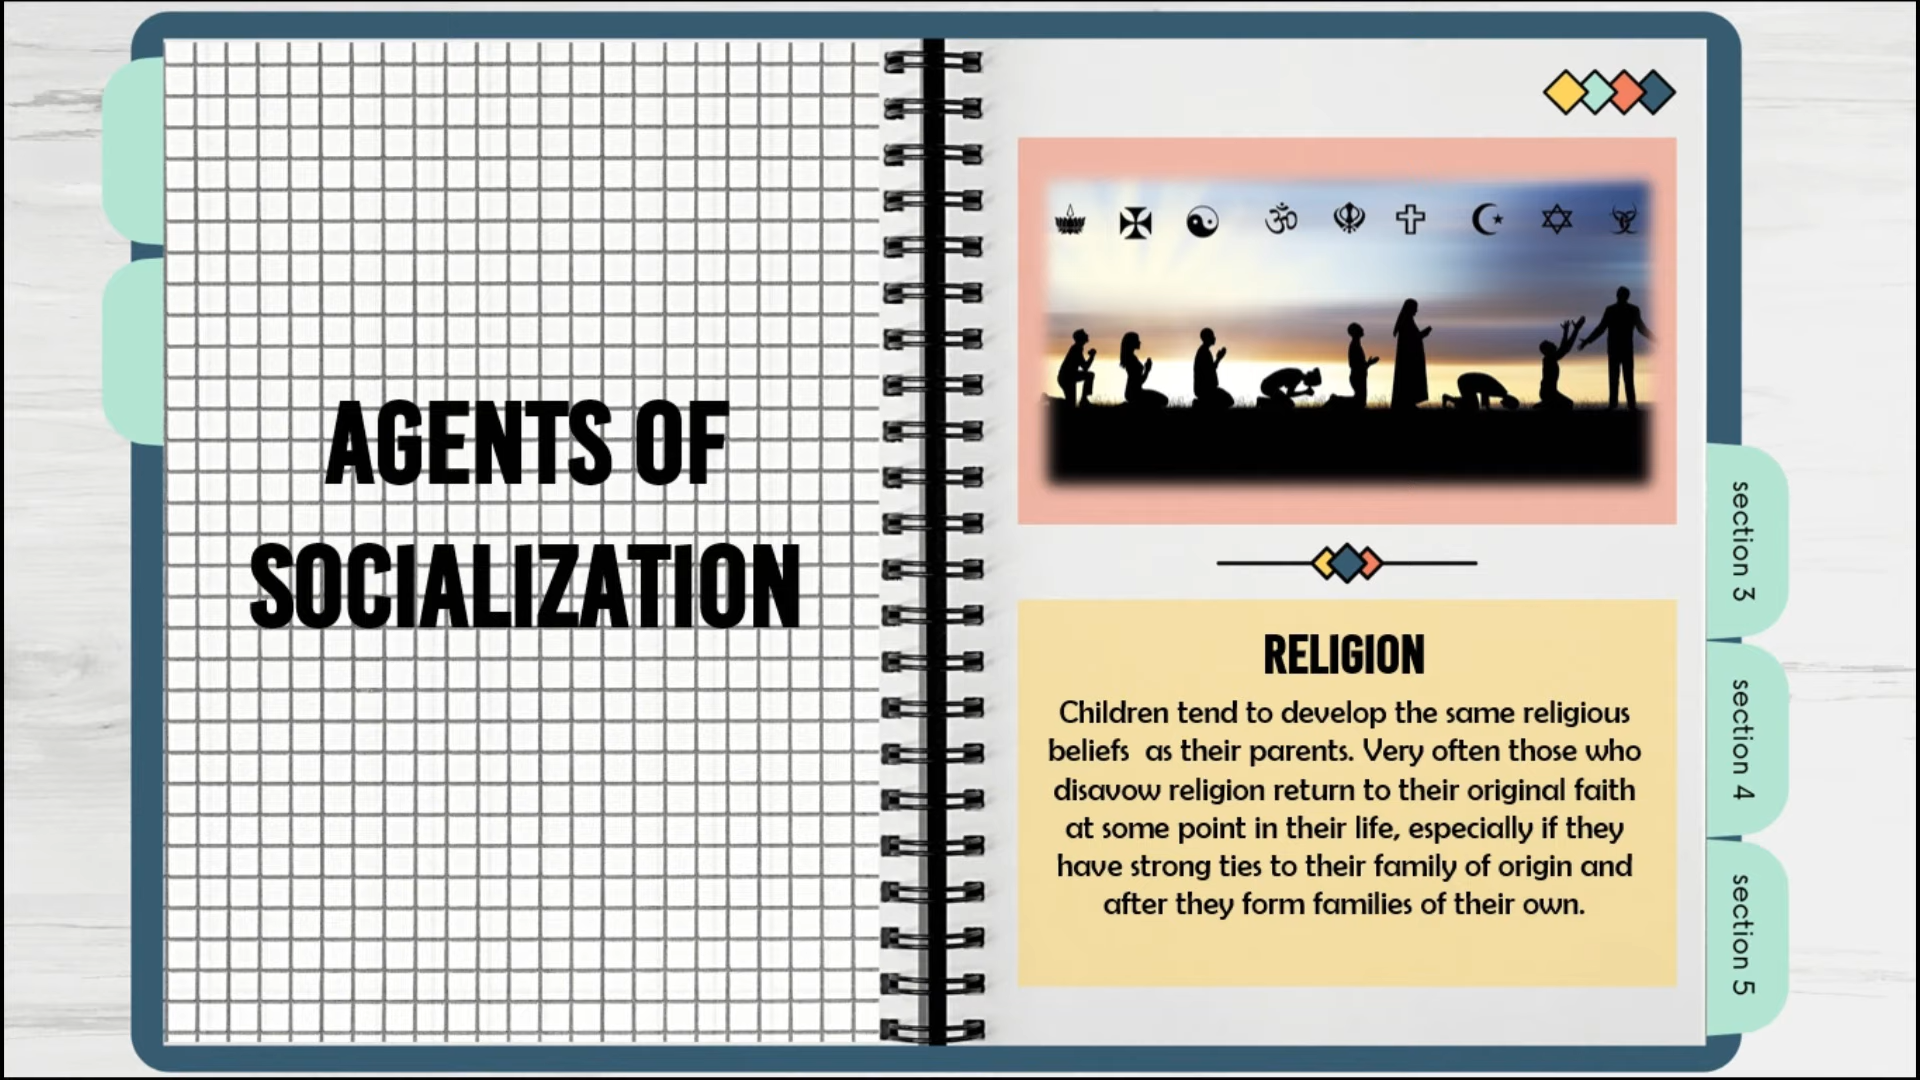 AGENTS OF
SOCIALIZATION
RELIGION
Children tend to develop the same religious
beliefs  as their parents. Very often those who
disavow religion return to their original faith
at some point in their life, especially if they
have strong ties to their family of origin and
after they form families of their own.
section 3
section 4
section 5